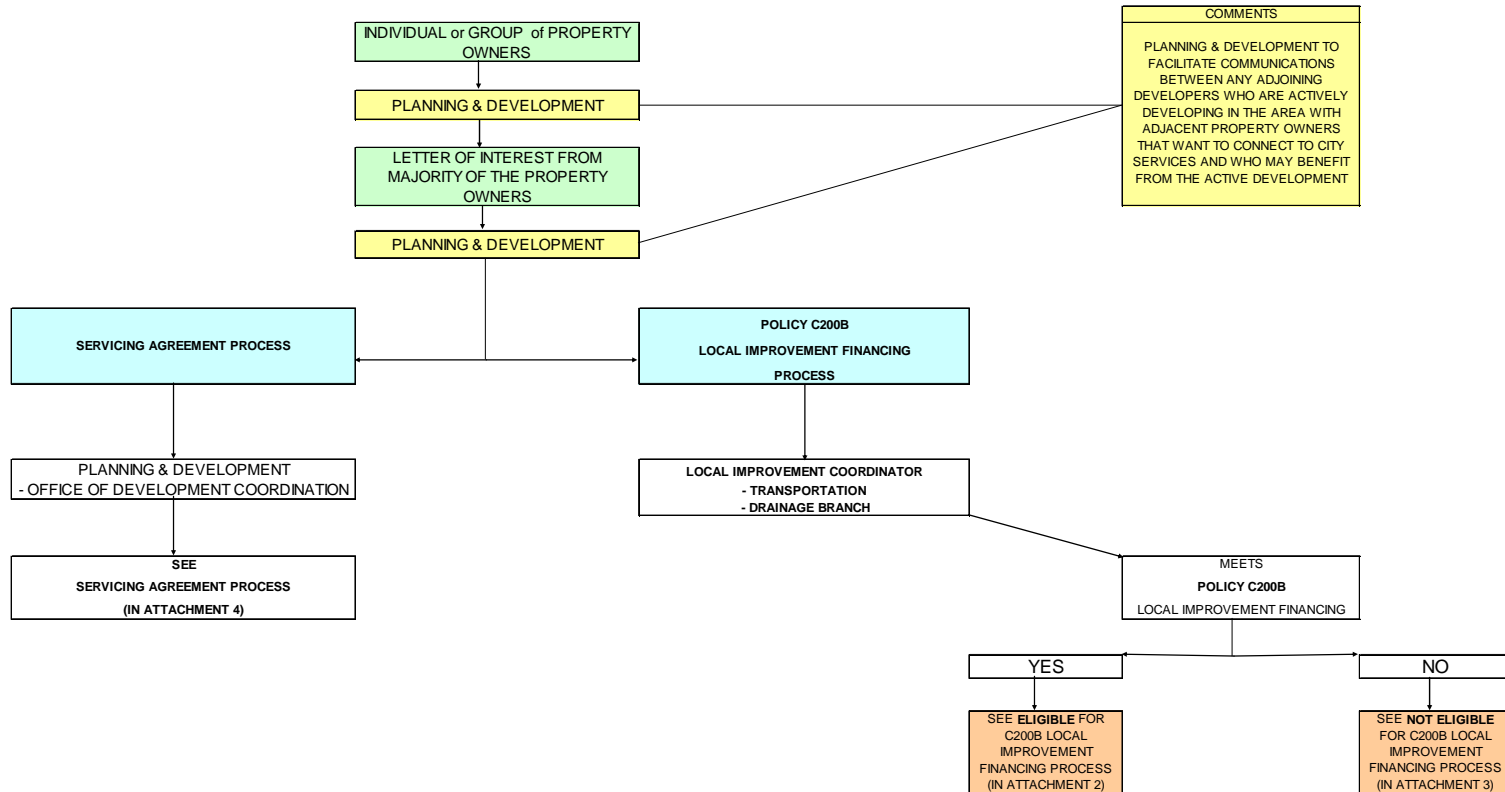 INDIVIDUAL or GROUP of PROPERTY
OWNERS
PLANNING & DEVELOPMENT
LETTER OF INTEREST FROM
MAJORITY OF THE PROPERTY
OWNERS
PLANNING & DEVELOPMENT
COMMENTS
PLANNING & DEVELOPMENT TO
FACILITATE COMMUNICATIONS
BETWEEN ANY ADJOINING
DEVELOPERS WHO ARE ACTIVELY
DEVELOPING IN THE AREA WITH
ADJACENT PROPERTY OWNERS
THAT WANT TO CONNECT TO CITY
SERVICES AND WHO MAY BENEFIT
FROM THE ACTIVE DEVELOPMENT
SERVICING AGREEMENT PROCESS
POLICY C200B
LOCAL IMPROVEMENT FINANCING
PROCESS
PLANNING & DEVELOPMENT
- OFFICE OF DEVELOPMENT COORDINATION
LOCAL IMPROVEMENT COORDINATOR
- TRANSPORTATION
- DRAINAGE BRANCH
SEE
SERVICING AGREEMENT PROCESS
(IN ATTACHMENT 4)
MEETS
POLICY C200B
LOCAL IMPROVEMENT FINANCING
YES
NO
SEE ELIGIBLE FOR
C200B LOCAL
IMPROVEMENT
FINANCING PROCESS
(IN ATTACHMENT 2)
SEE NOT ELIGIBLE
FOR C200B LOCAL
IMPROVEMENT
FINANCING PROCESS
(IN ATTACHMENT 3)